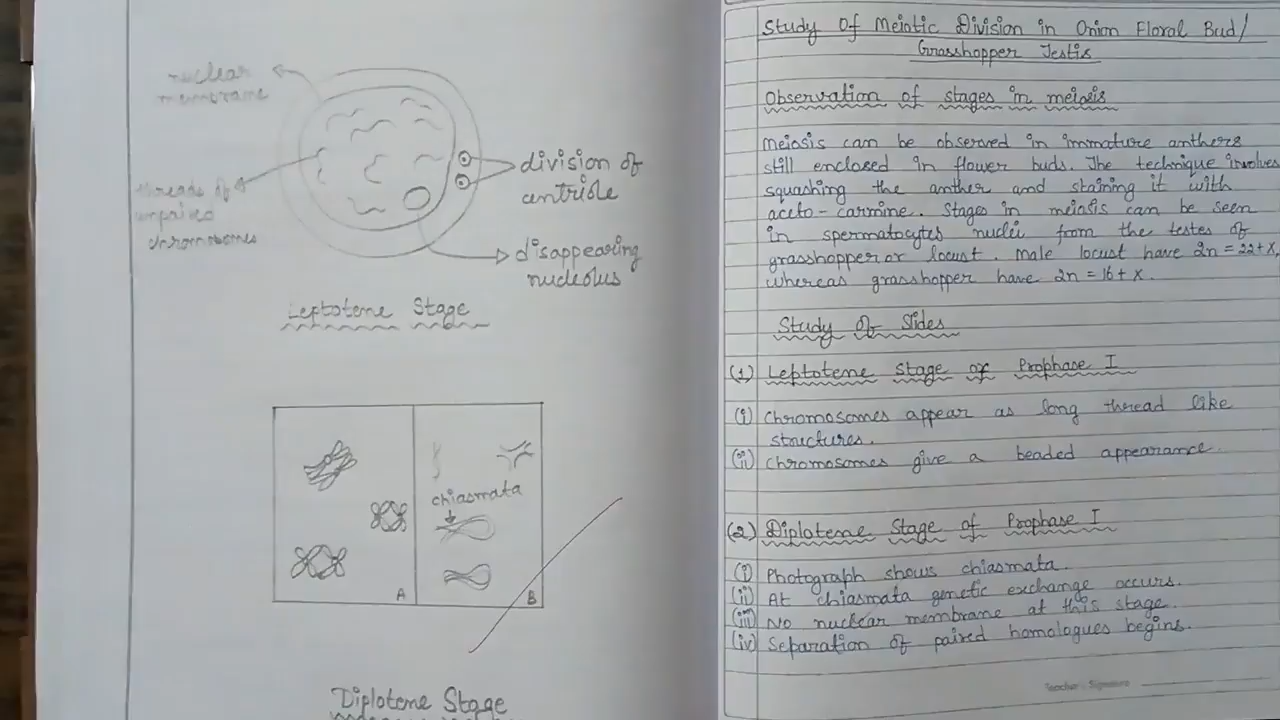 nuclear
membrane
threads of
unpaired
chromosomes
division of
centriole
disappearing
nucleolus
Leptotene Stage
chiasmata
A
B
Diplotene Stage
Study Of Meiotic Division in Onion Floral Bud/
Grasshopper Testis
Observation of stages in meiosis
Meiosis can be observed in immature anthers
still enclosed in flower buds. The technique involves
squashing the anther and staining it with
aceto-carmine. Stages in meiosis can be seen
in spermatocytes nuclei from the testes of
grasshopper or locust. Male locust have 2n = 22+X,
whereas grasshopper have 2n = 16 + X.
Study Of Slides
(1) Leptotene Stage of Prophase I
(i) Chromosomes appear as long thread like
structures.
(ii) Chromosomes give a beaded appearance.
(2) Diplotene Stage of Prophase I
(i) Photograph shows chiasmata.
(ii) At chiasmata genetic exchange occurs.
(iii) No nuclear membrane at this stage.
(iv) Separation of paired homologues begins.
Teacher's Signature